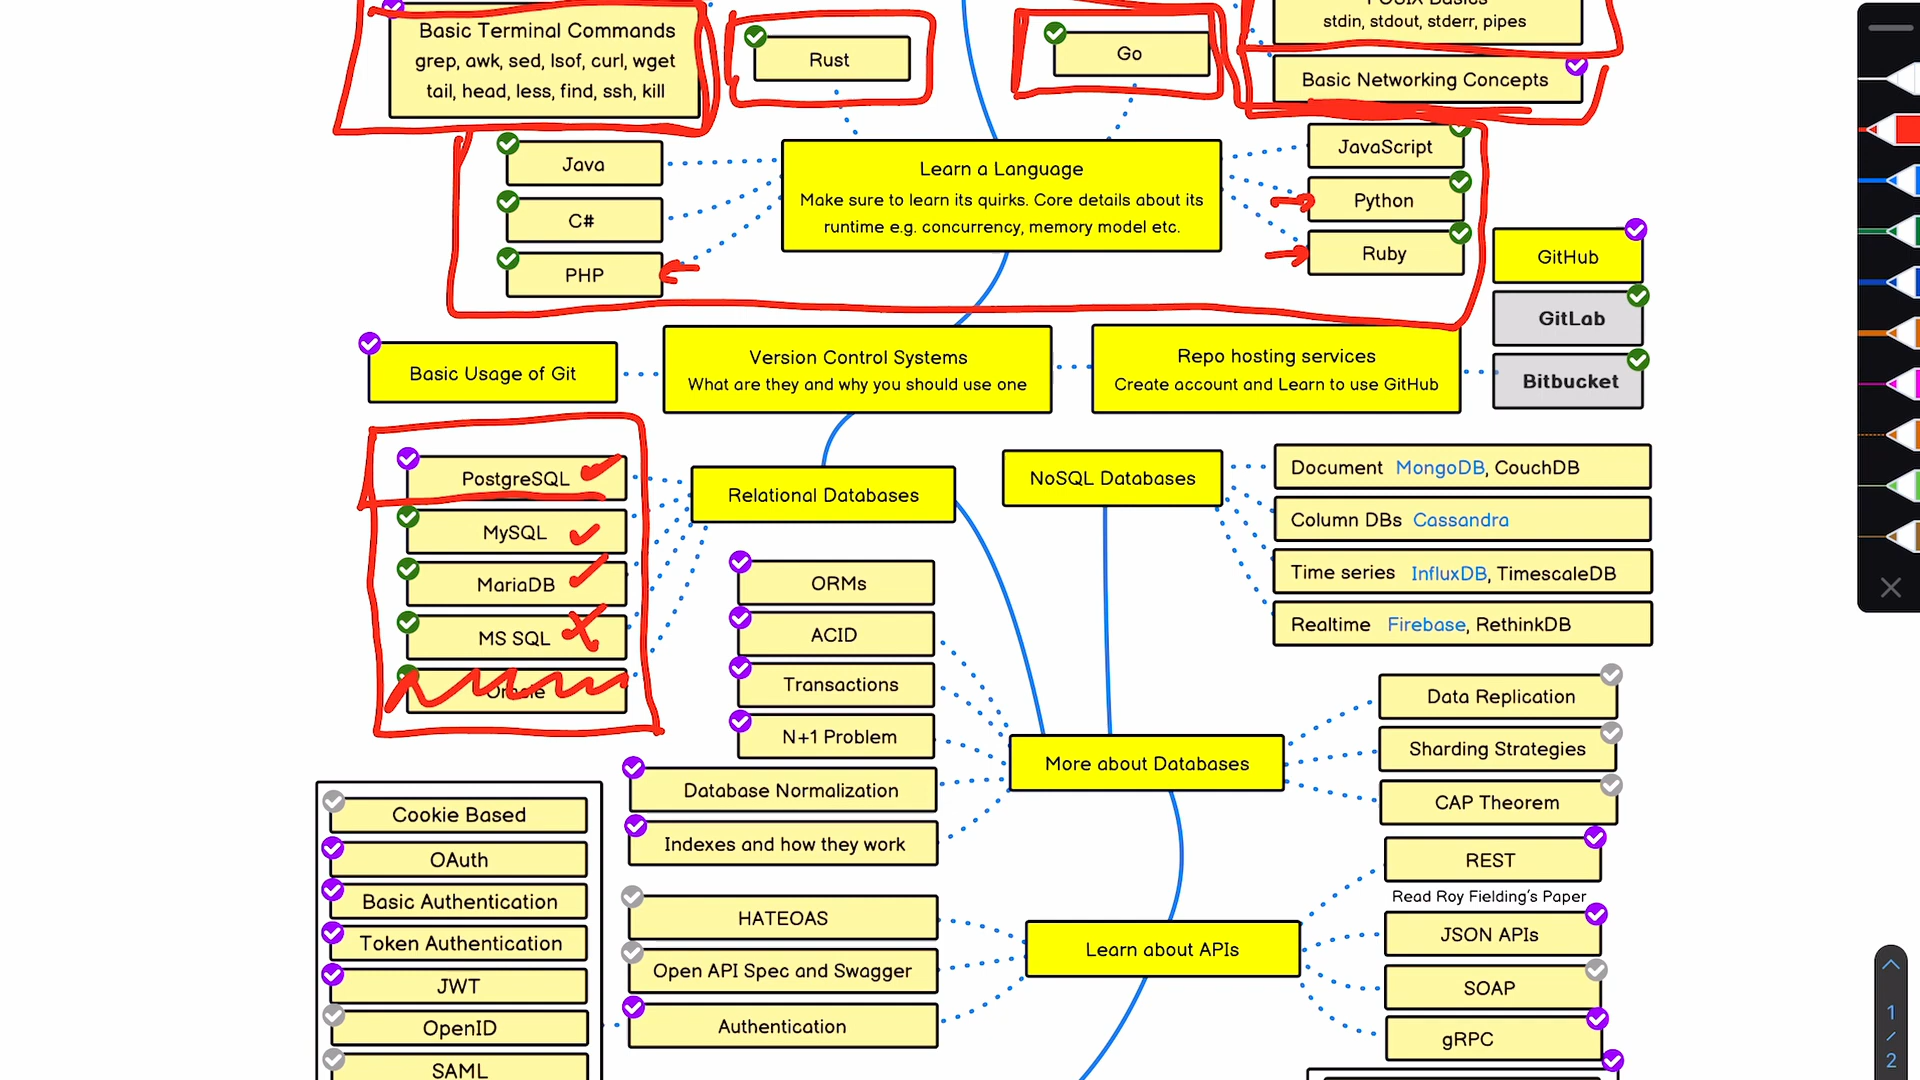 Basic Terminal Commands
grep, awk, sed, lsof, curl, wget
tail, head, less, find, ssh, kill
Rust
Go
POSIX Basics
stdin, stdout, stderr, pipes
Basic Networking Concepts
Java
C#
PHP
Learn a Language
Make sure to learn its quirks. Core details about its
runtime e.g. concurrency, memory model etc.
JavaScript
Python
Ruby
GitHub
GitLab
Bitbucket
Basic Usage of Git
Version Control Systems
What are they and why you should use one
Repo hosting services
Create account and Learn to use GitHub
PostgreSQL
MySQL
MariaDB
MS SQL
Oracle
Relational Databases
NoSQL Databases
Document MongoDB, CouchDB
Column DBs Cassandra
Time series InfluxDB, TimescaleDB
Realtime Firebase, RethinkDB
ORMs
ACID
Transactions
N+1 Problem
Database Normalization
Indexes and how they work
More about Databases
Data Replication
Sharding Strategies
CAP Theorem
Cookie Based
OAuth
Basic Authentication
Token Authentication
JWT
OpenID
SAML
HATEOAS
Open API Spec and Swagger
Authentication
Learn about APIs
REST
Read Roy Fielding's Paper
JSON APIs
SOAP
gRPC
1
/
2